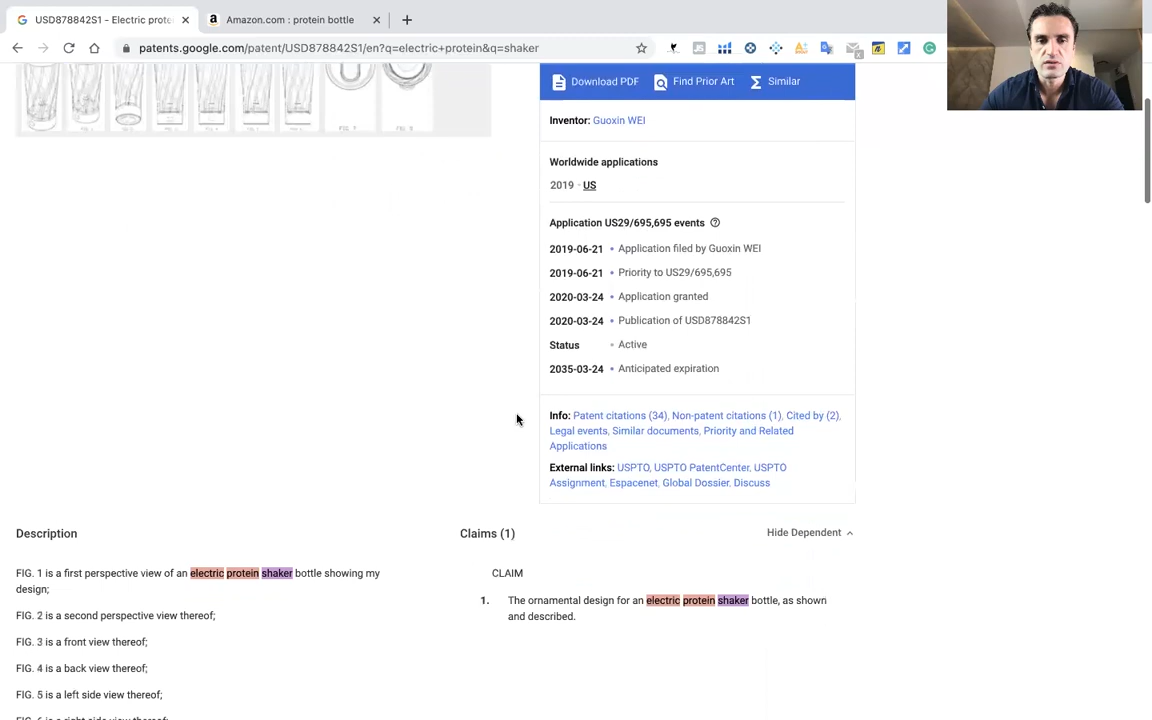 USD878842S1 - Electric prote
Amazon.com : protein bottle
patents.google.com/patent/USD878842S1/en?q=electric+protein&q=shaker
Download PDF
Find Prior Art
Similar
Inventor: Guoxin WEI
Worldwide applications
2019 · US
Application US29/695,695 events
2019-06-21 • Application filed by Guoxin WEI
2019-06-21 • Priority to US29/695,695
2020-03-24 • Application granted
2020-03-24 • Publication of USD878842S1
Status • Active
2035-03-24 • Anticipated expiration
Info: Patent citations (34), Non-patent citations (1), Cited by (2),
Legal events, Similar documents, Priority and Related
Applications
External links: USPTO, USPTO PatentCenter, USPTO
Assignment, Espacenet, Global Dossier, Discuss
Description
FIG. 1 is a first perspective view of an electric protein shaker bottle showing my
design;
FIG. 2 is a second perspective view thereof;
FIG. 3 is a front view thereof;
FIG. 4 is a back view thereof;
FIG. 5 is a left side view thereof;
FIG. 6 is a right side view thereof;
Claims (1)
Hide Dependent
CLAIM
1. The ornamental design for an electric protein shaker bottle, as shown
and described.